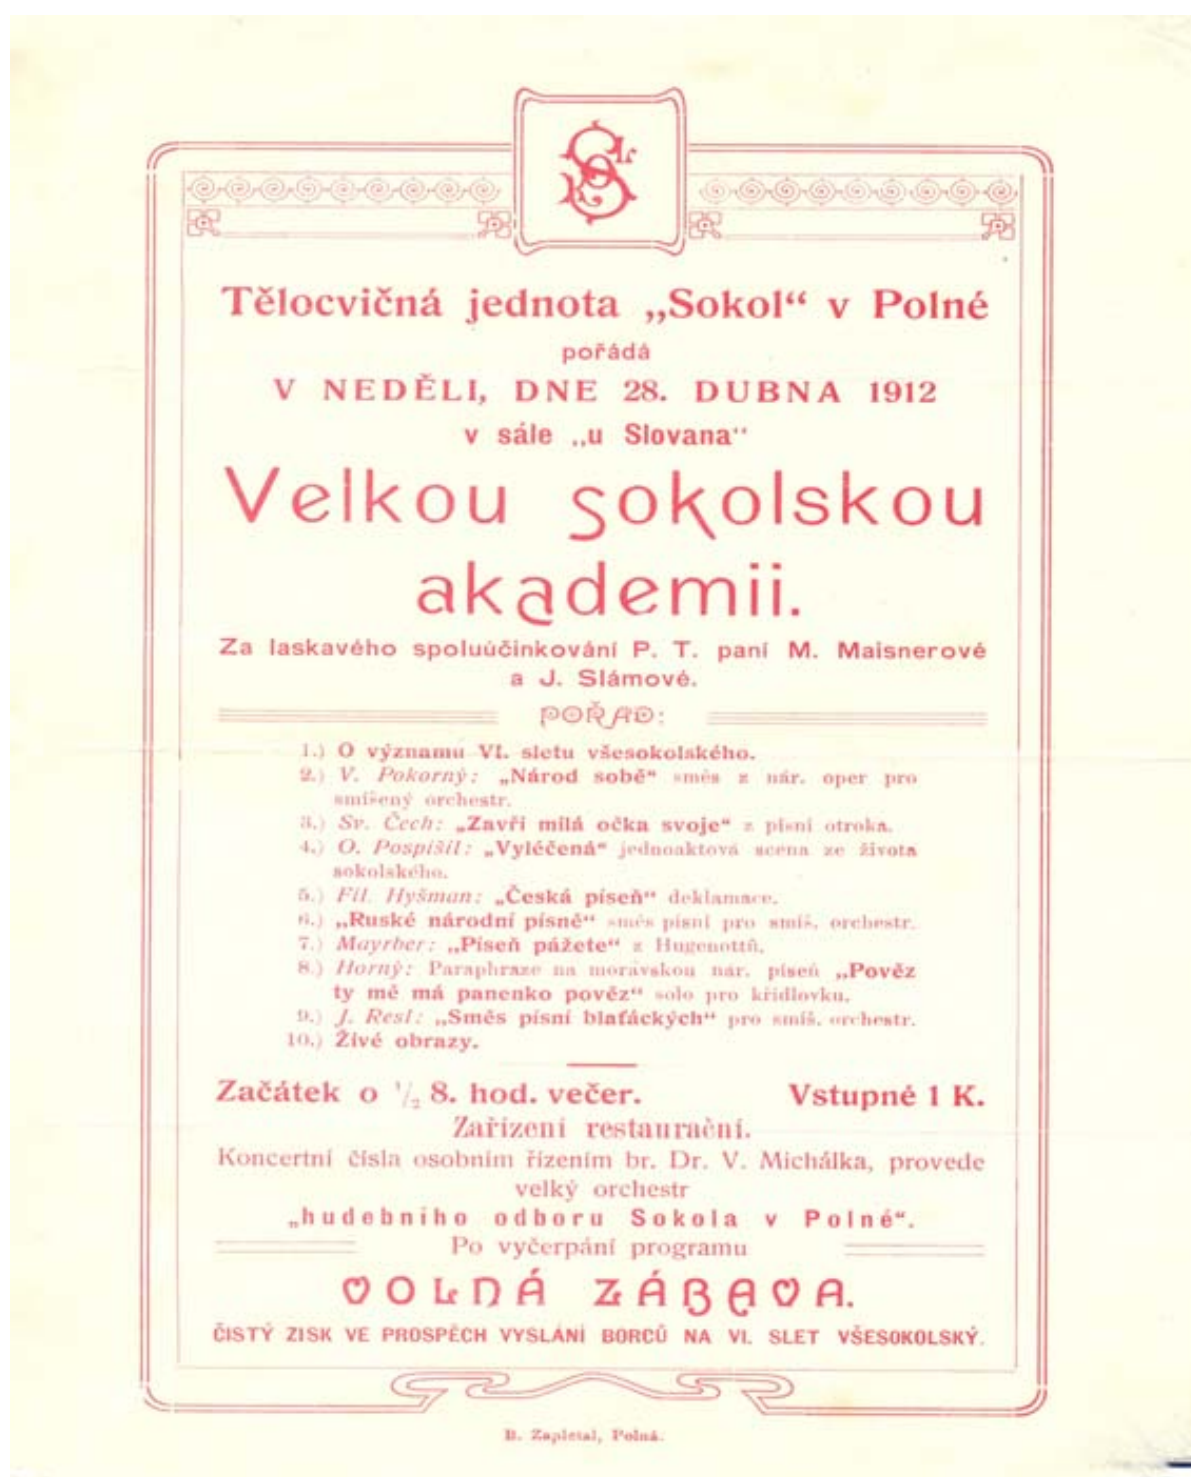 Tělocvičná jednota „Sokol“ v Polné
pořádá
V NEDĚLI, DNE 28. DUBNA 1912
v sále „u Slovana“
Velkou sokolskou
akademii.
Za laskavého spoluúčinkování P. T. paní M. Maisnerové
a J. Slámové.
POŘAD:
1.) O významu VI. sletu všesokolského.
2.) V. Pokorný: „Národ sobě“ směs z nár. oper pro
smíšený orchestr.
3.) Sv. Čech: „Zavři milá očka svoje“ z písní otroka.
4.) O. Pospíšil: „Vyléčená“ jednoaktová scena ze života
sokolského.
5.) Fil. Hyšman: „Česká píseň“ deklamace.
6.) „Ruské národní písně“ směs písní pro smíš. orchestr.
7.) Mayrber: „Píseň pážete“ z Hugenottů.
8.) Horný: Paraphraze na moravskou nár. píseň „Pověz
ty mě má panenko pověz“ solo pro křídlovku.
9.) J. Resl: „Směs písní blaťáckých“ pro smíš. orchestr.
10.) Živé obrazy.
Začátek o 1/2 8. hod. večer. Vstupné 1 K.
Zařízení restaurační.
Koncertní čísla osobním řízením br. Dr. V. Michálka, provede
velký orchestr
„hudebního odboru Sokola v Polné“.
Po vyčerpání programu
VOLNÁ ZÁBAVA.
ČISTÝ ZISK VE PROSPĚCH VYSLÁNÍ BORCŮ NA VI. SLET VŠESOKOLSKÝ.
B. Zapletal, Polná.